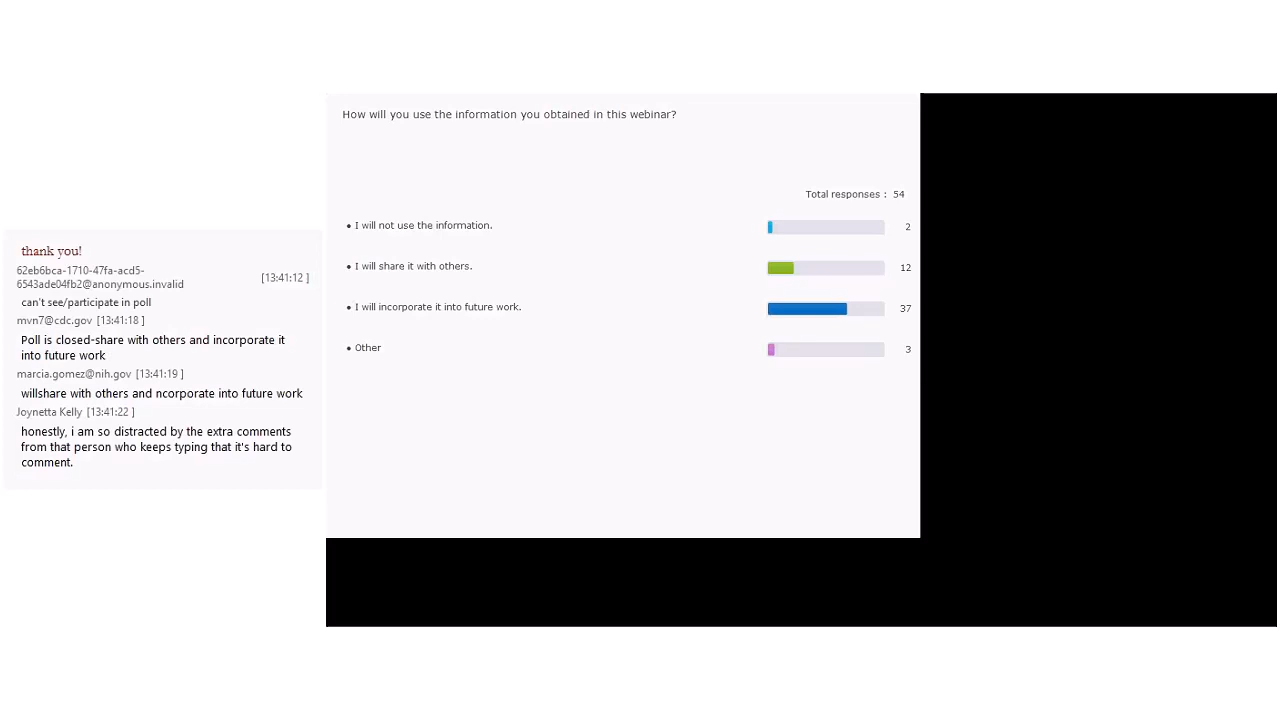 thank you!
62eb6bca-1710-47fa-acd5-
6543ade04fb2@anonymous.invalid [13:41:12 ]
can't see/participate in poll
mvn7@cdc.gov [13:41:18 ]
Poll is closed-share with others and incorporate it
into future work
marcia.gomez@nih.gov [13:41:19 ]
willshare with others and ncorporate into future work
Joynetta Kelly [13:41:22 ]
honestly, i am so distracted by the extra comments
from that person who keeps typing that it's hard to
comment.
How will you use the information you obtained in this webinar?
Total responses : 54
• I will not use the information. 2
• I will share it with others. 12
• I will incorporate it into future work. 37
• Other 3